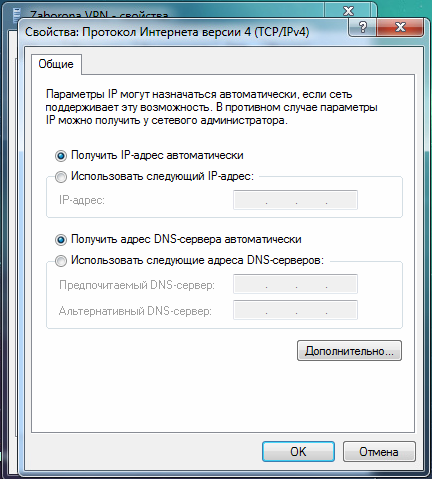 Zaborona VPN - свойства
Свойства: Протокол Интернета версии 4 (TCP/IPv4)
Общие
Параметры IP могут назначаться автоматически, если сеть
поддерживает эту возможность. В противном случае параметры
IP можно получить у сетевого администратора.
Получить IP-адрес автоматически
Использовать следующий IP-адрес:
IP-адрес:
Получить адрес DNS-сервера автоматически
Использовать следующие адреса DNS-серверов:
Предпочитаемый DNS-сервер:
Альтернативный DNS-сервер:
Дополнительно...
OK
Отмена